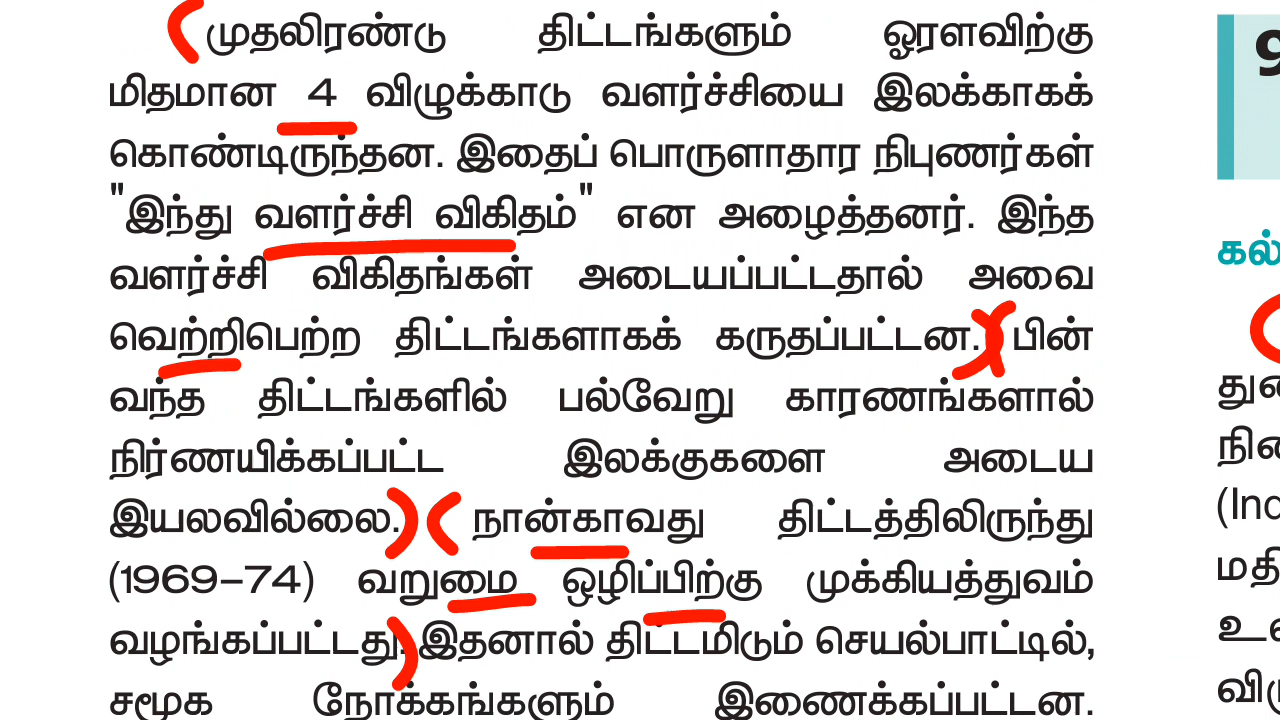 முதலிரண்டு திட்டங்களும் ஓரளவிற்கு
மிதமான 4 விழுக்காடு வளர்ச்சியை இலக்காகக்
கொண்டிருந்தன. இதைப் பொருளாதார நிபுணர்கள்
"இந்து வளர்ச்சி விகிதம்" என அழைத்தனர். இந்த
வளர்ச்சி விகிதங்கள் அடையப்பட்டதால் அவை
வெற்றிபெற்ற திட்டங்களாகக் கருதப்பட்டன. பின்
வந்த திட்டங்களில் பல்வேறு காரணங்களால்
நிர்ணயிக்கப்பட்ட இலக்குகளை அடைய
இயலவில்லை. நான்காவது திட்டத்திலிருந்து
(1969–74) வறுமை ஒழிப்பிற்கு முக்கியத்துவம்
வழங்கப்பட்டது. இதனால் திட்டமிடும் செயல்பாட்டில்,
சமூக நோக்கங்களும் இணைக்கப்பட்டன.
9
கல்